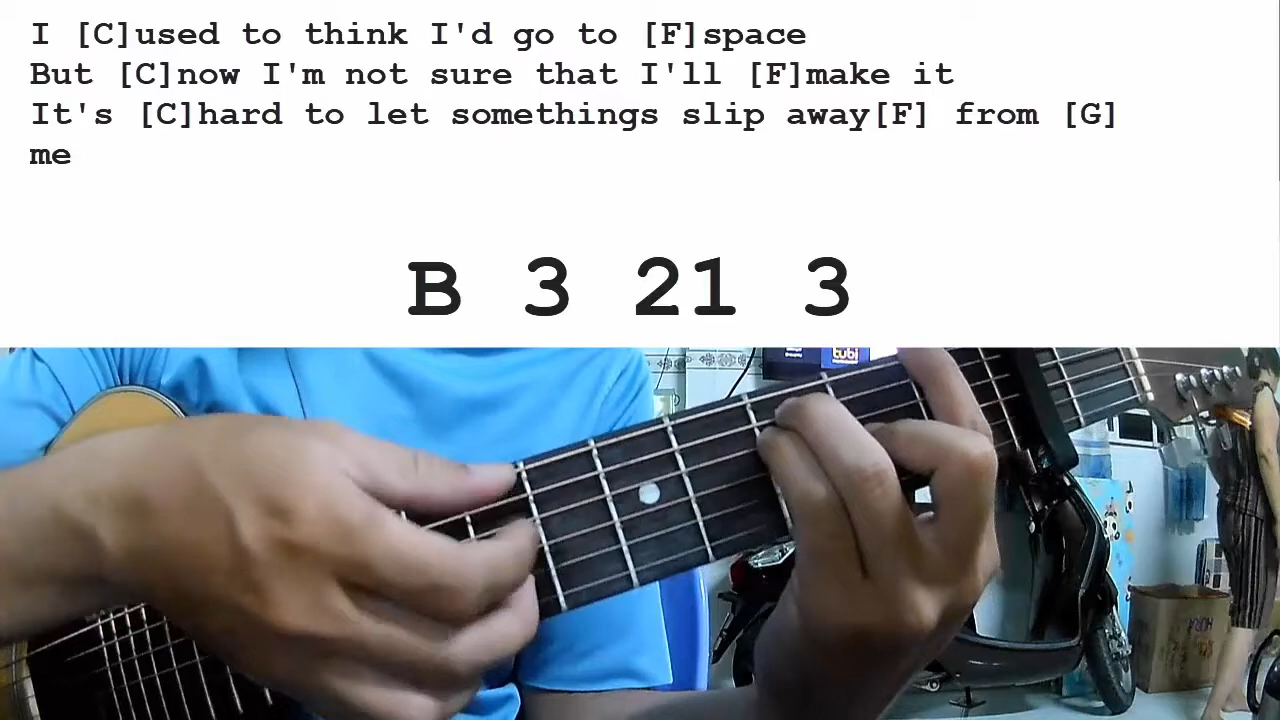 I [C]used to think I'd go to [F]space
But [C]now I'm not sure that I'll [F]make it
It's [C]hard to let somethings slip away[F] from [G]
me
B 3 21 3
tubi